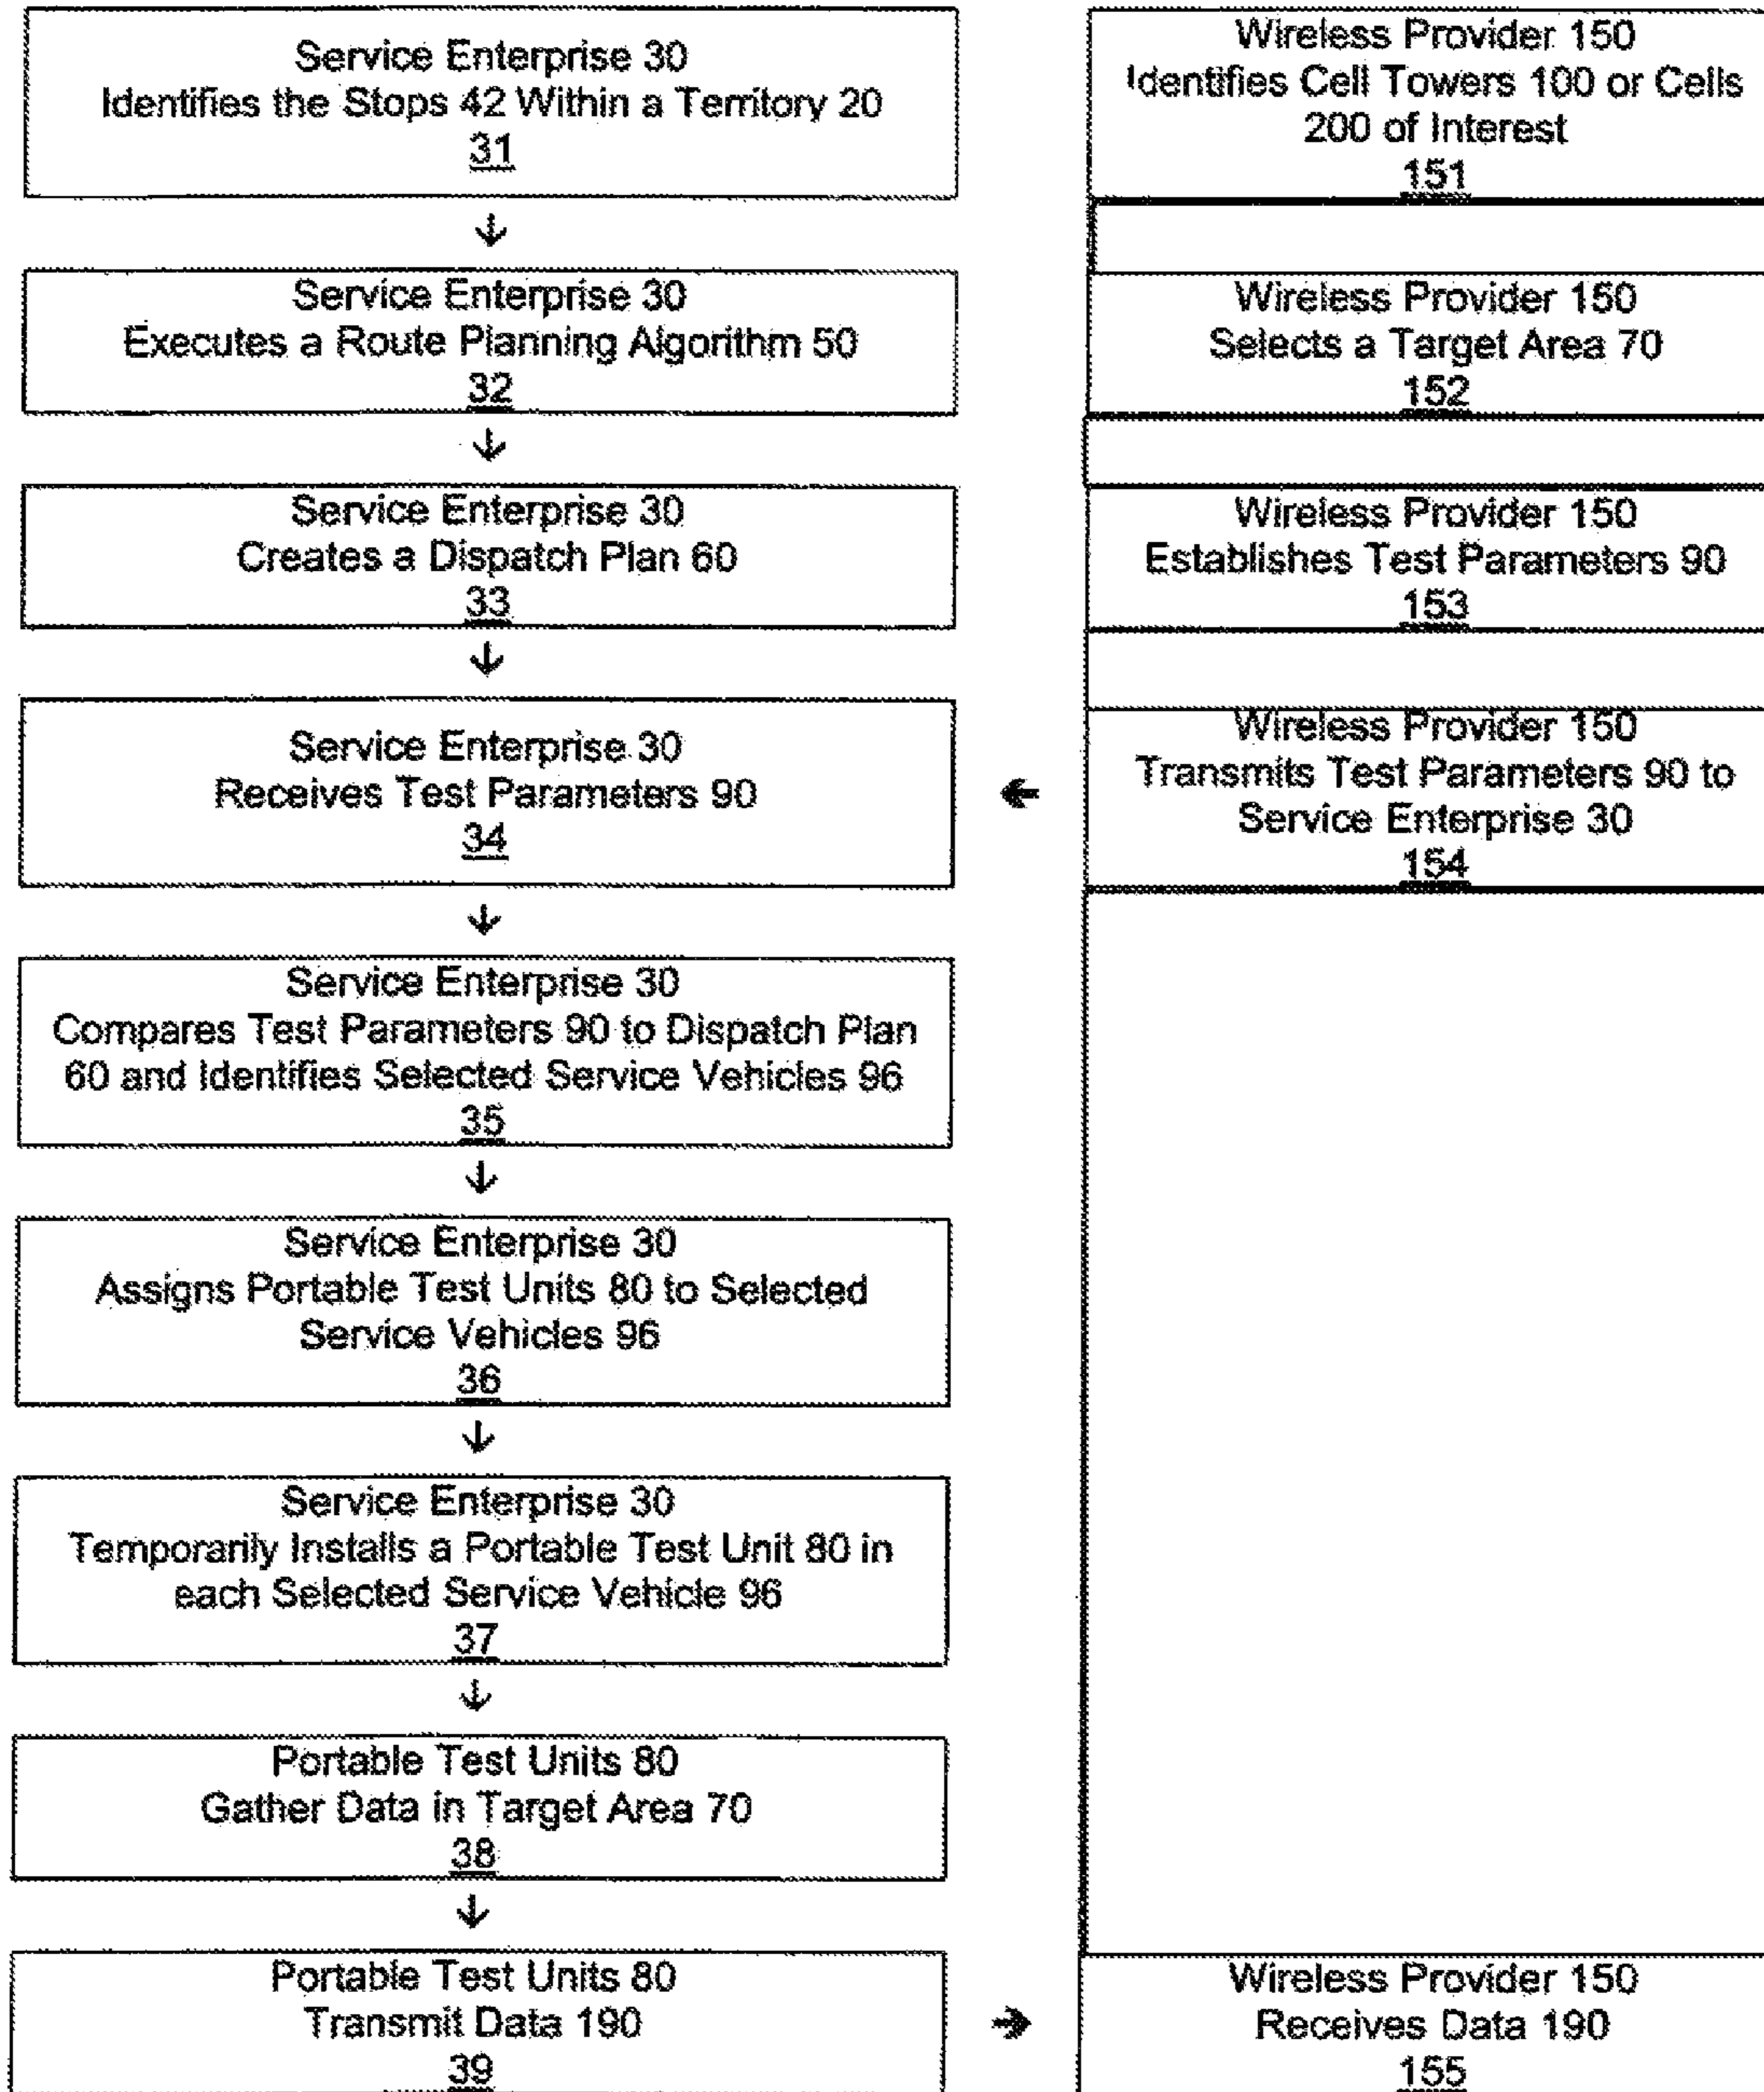 Service Enterprise 30
Identifies the Stops 42 Within a Territory 20
31
Service Enterprise 30
Executes a Route Planning Algorithm 50
32
Service Enterprise 30
Creates a Dispatch Plan 60
33
Service Enterprise 30
Receives Test Parameters 90
34
Service Enterprise 30
Compares Test Parameters 90 to Dispatch Plan
60 and Identifies Selected Service Vehicles 96
35
Service Enterprise 30
Assigns Portable Test Units 80 to Selected
Service Vehicles 96
36
Service Enterprise 30
Temporarily Installs a Portable Test Unit 80 in
each Selected Service Vehicle 96
37
Portable Test Units 80
Gather Data in Target Area 70
38
Portable Test Units 80
Transmit Data 190
39
Wireless Provider 150
Identifies Cell Towers 100 or Cells
200 of Interest
151
Wireless Provider 150
Selects a Target Area 70
152
Wireless Provider 150
Establishes Test Parameters 90
153
Wireless Provider 150
Transmits Test Parameters 90 to
Service Enterprise 30
154
Wireless Provider 150
Receives Data 190
155